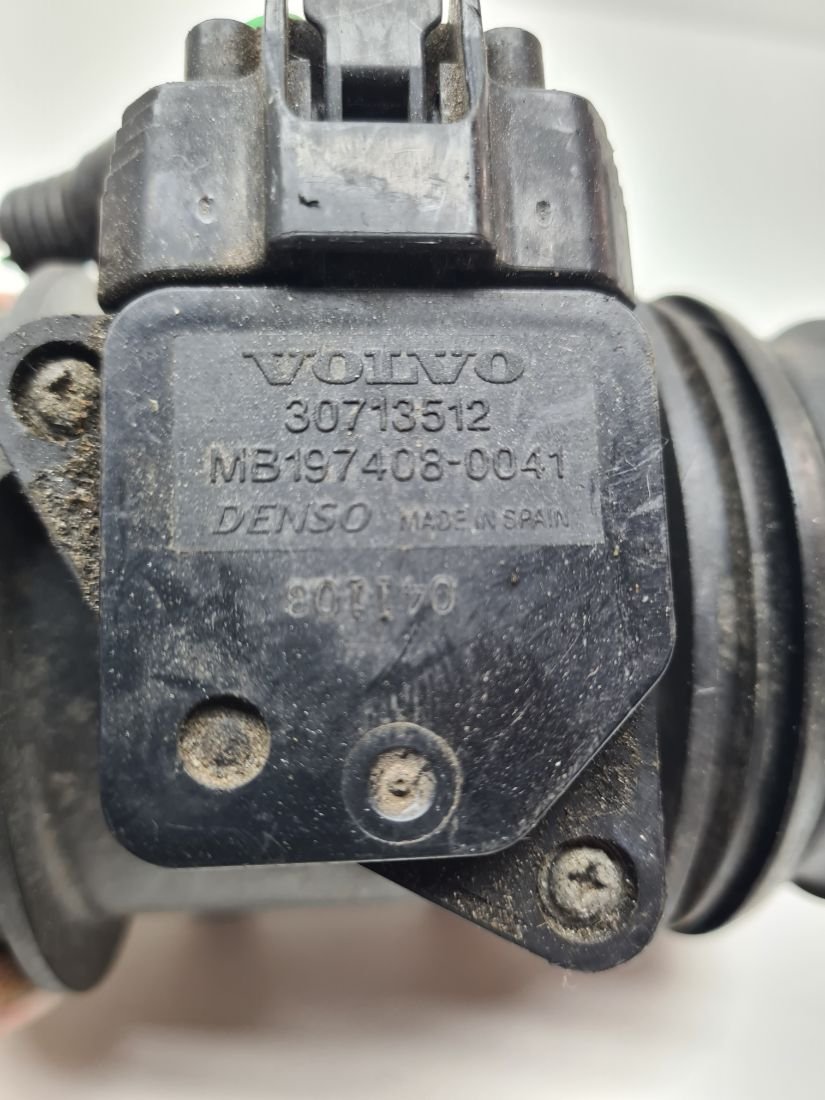 VOLVO
30713512
MB197408-0041
DENSO MADE IN SPAIN
041108